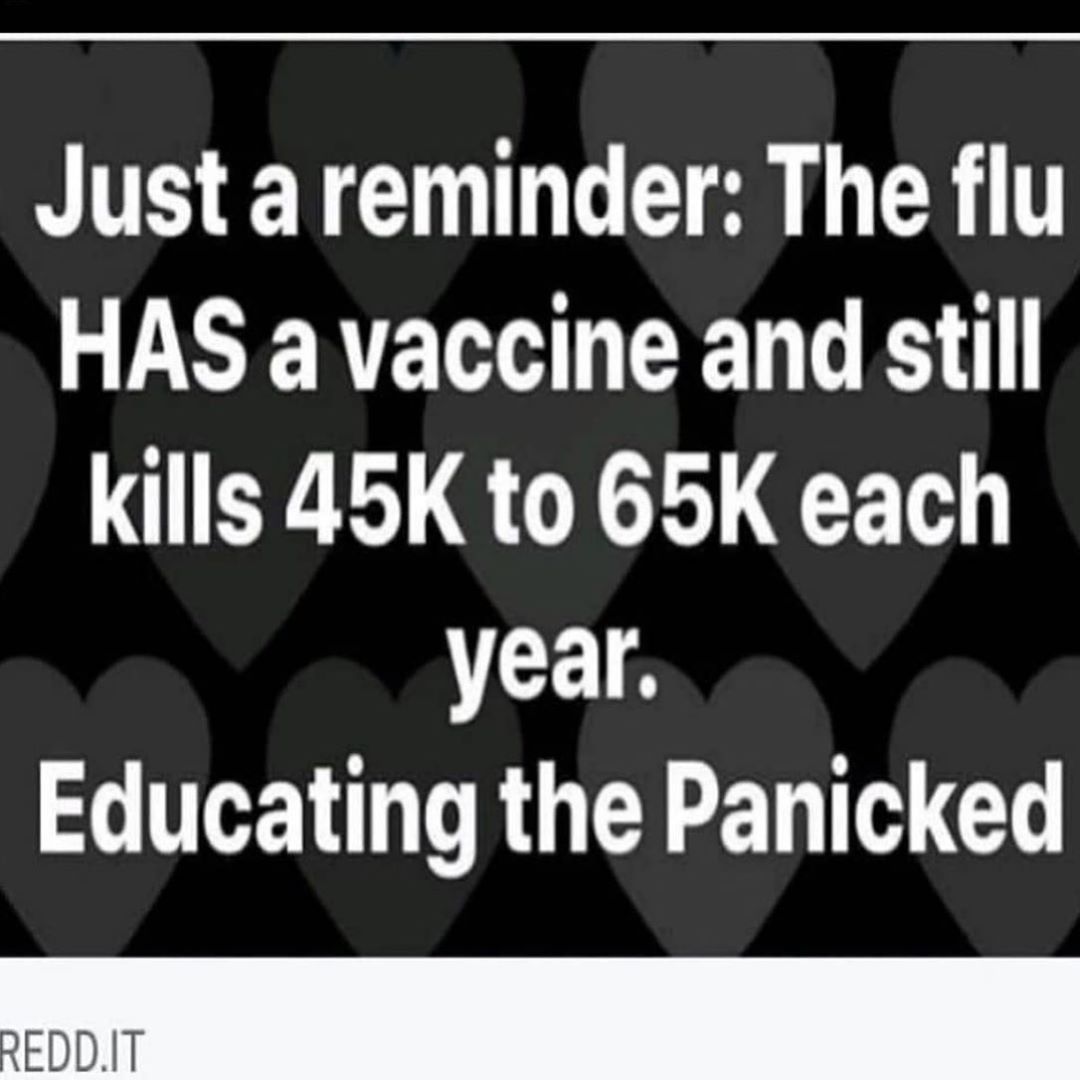 Just a reminder: The flu
HAS a vaccine and still
kills 45K to 65K each
year.
Educating the Panicked
REDD.IT